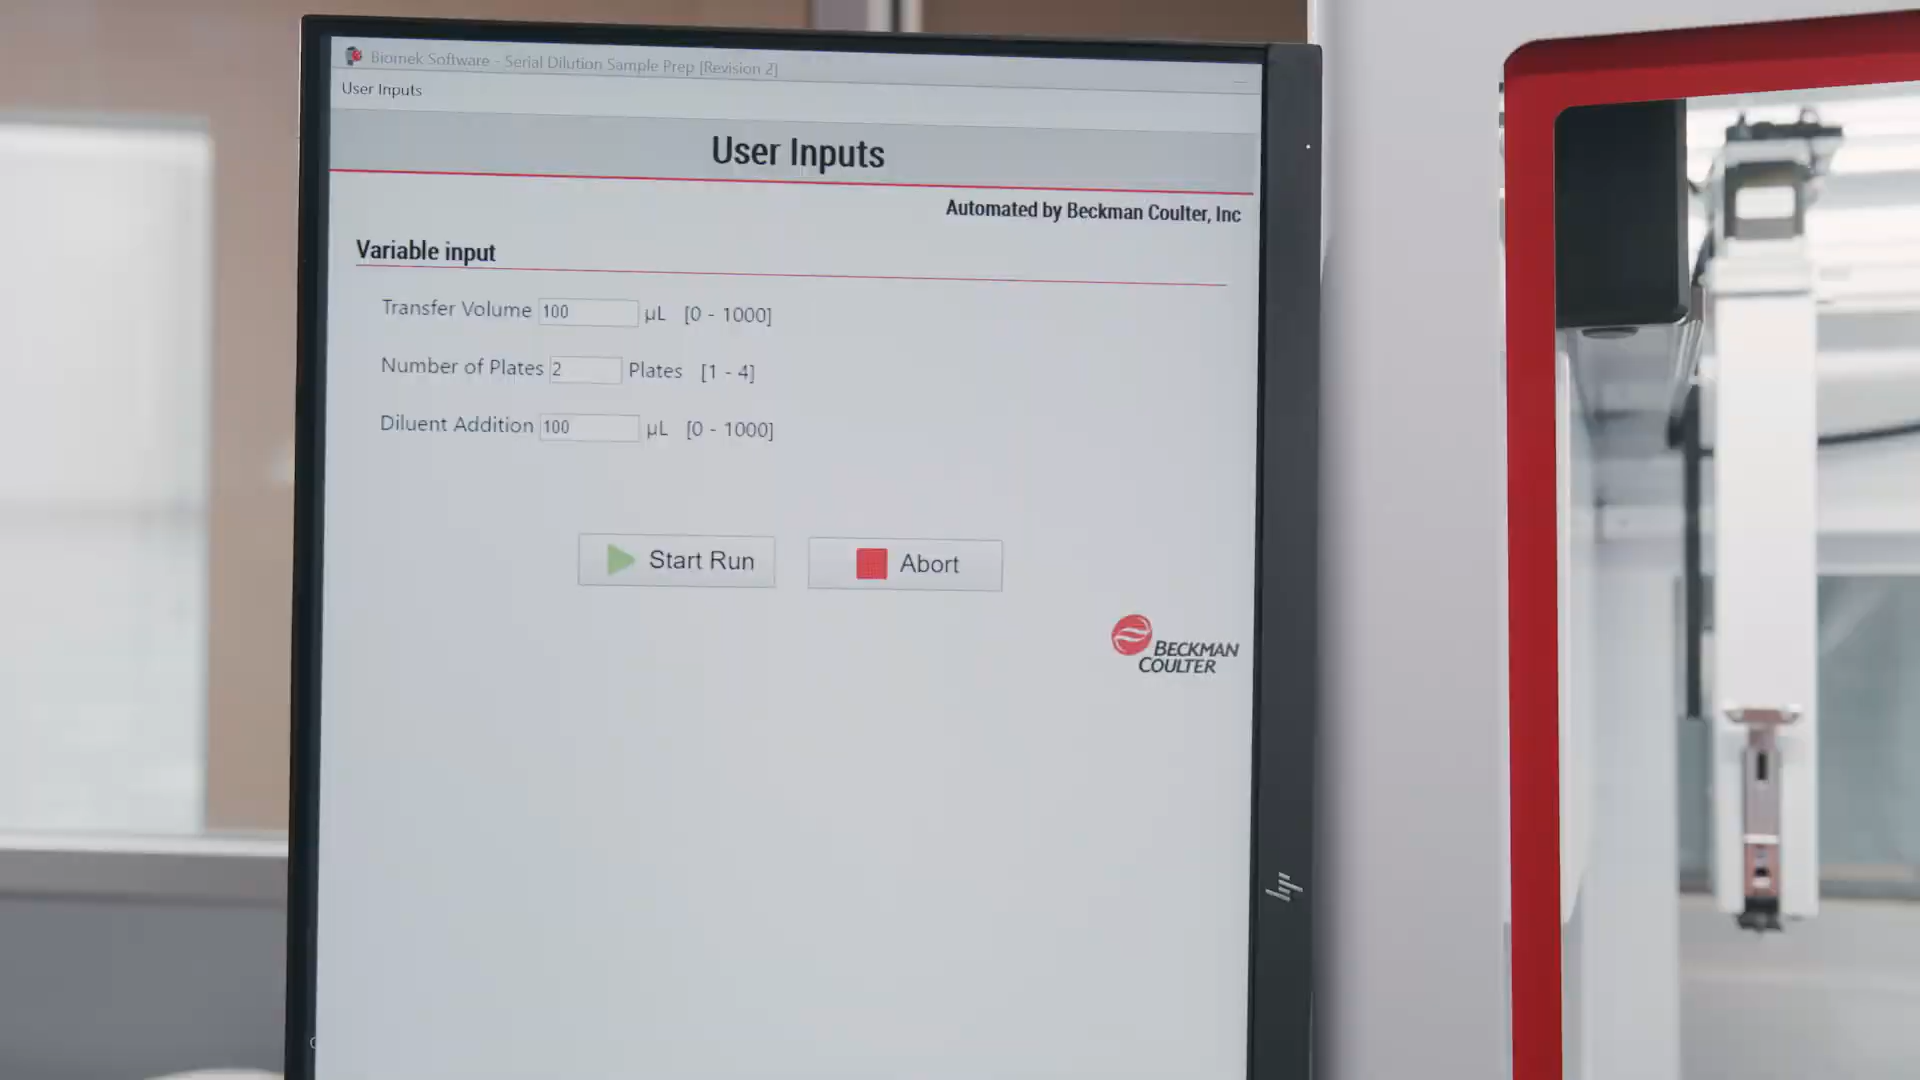 Biomek Software - Serial Dilution Sample Prep [Revision 2]
User Inputs
User Inputs
Automated by Beckman Coulter, Inc
Variable input
Transfer Volume 100 µL [0 - 1000]
Number of Plates 2 Plates [1 - 4]
Diluent Addition 100 µL [0 - 1000]
Start Run Abort
BECKMAN
COULTER
hp